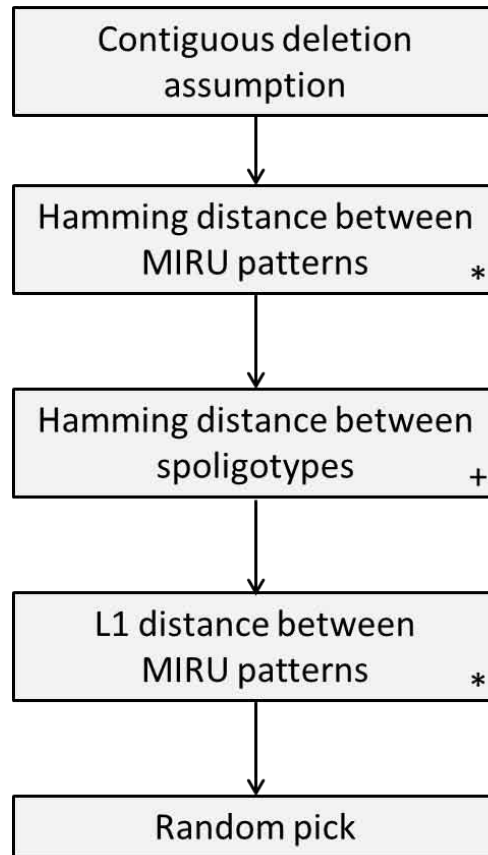 Contiguous deletion
assumption
Hamming distance between
MIRU patterns *
Hamming distance between
spoligotypes +
L1 distance between
MIRU patterns *
Random pick